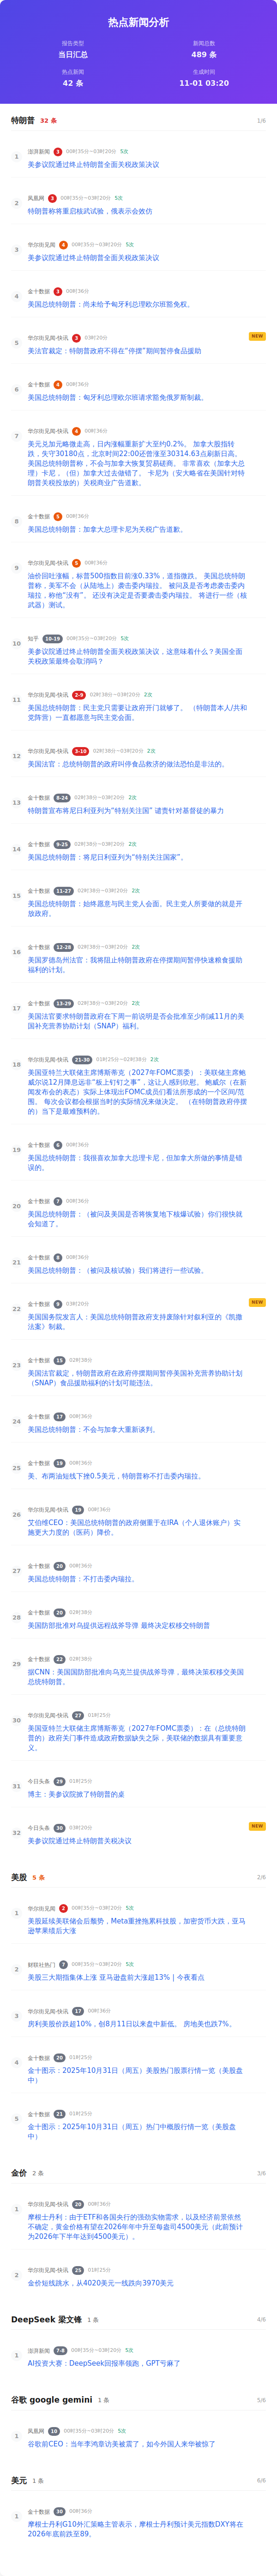 热点新闻分析
报告类型
新闻总数
当日汇总
489 条
热点新闻
生成时间
42 条
11-01 03:20
特朗普 32 条
1/6
1
澎湃新闻 3 00时35分~03时20分 5次
美参议院通过终止特朗普全面关税政策决议
2
凤凰网 3 00时35分~03时20分 5次
特朗普称将重启核武试验，俄表示会效仿
3
华尔街见闻 4 00时35分~03时20分 5次
美参议院通过终止特朗普全面关税政策决议
4
金十数据 3 00时36分
美国总统特朗普：尚未给予匈牙利总理欧尔班豁免权。
5
华尔街见闻-快讯 3 03时20分
NEW
美法官裁定：特朗普政府不得在“停摆”期间暂停食品援助
6
金十数据 4 00时36分
美国总统特朗普：匈牙利总理欧尔班请求豁免俄罗斯制裁。
7
华尔街见闻-快讯 4 00时36分
美元兑加元略微走高，日内涨幅重新扩大至约0.2%。 加拿大股指转
跌，失守30180点，北京时间22:00还曾涨至30314.63点刷新日高。
美国总统特朗普称，不会与加拿大恢复贸易磋商。 非常喜欢（加拿大总
理）卡尼，（但）加拿大过去做错了。 卡尼为（安大略省在美国针对特
朗普关税投放的）关税商业广告道歉。
8
金十数据 5 00时36分
美国总统特朗普：加拿大总理卡尼为关税广告道歉。
9
华尔街见闻-快讯 5 00时36分
油价回吐涨幅，标普500指数目前涨0.33%，道指微跌。 美国总统特朗
普称，美军不会（从陆地上）袭击委内瑞拉。 被问及是否考虑袭击委内
瑞拉，称他“没有”。 还没有决定是否要袭击委内瑞拉。 将进行一些（核
武器）测试。
10
知乎 10-19 00时35分~03时20分 5次
美参议院通过终止特朗普全面关税政策决议，这意味着什么？美国全面
关税政策最终会取消吗？
11
华尔街见闻-快讯 2-9 02时38分~03时20分 2次
美国总统特朗普：民主党只需要让政府开门就够了。 （特朗普本人/共和
党阵营）一直都愿意与民主党会面。
12
华尔街见闻-快讯 3-10 02时38分~03时20分 2次
美国法官：总统特朗普的政府叫停食品救济的做法恐怕是非法的。
13
金十数据 8-24 02时38分~03时20分 2次
特朗普宣布将尼日利亚列为“特别关注国” 谴责针对基督徒的暴力
14
金十数据 9-25 02时38分~03时20分 2次
美国总统特朗普：将尼日利亚列为“特别关注国家”。
15
金十数据 11-27 02时38分~03时20分 2次
美国总统特朗普：始终愿意与民主党人会面。民主党人所要做的就是开
放政府。
16
金十数据 12-28 02时38分~03时20分 2次
美国罗德岛州法官：我将阻止特朗普政府在停摆期间暂停快速粮食援助
福利的计划。
17
金十数据 13-29 02时38分~03时20分 2次
美国法官要求特朗普政府在下周一前说明是否会批准至少削减11月的美
国补充营养协助计划（SNAP）福利。
18
华尔街见闻-快讯 21-30 01时25分~02时38分 2次
美国亚特兰大联储主席博斯蒂克（2027年FOMC票委）：美联储主席鲍
威尔说12月降息远非“板上钉钉之事”，这让人感到欣慰。 鲍威尔（在新
闻发布会的表态）实际上体现出FOMC成员们看法所形成的一个区间/范
围。 每次会议都会根据当时的实际情况来做决定。 （在特朗普政府停摆
的）当下是最难预料的。
19
金十数据 6 00时36分
美国总统特朗普：我很喜欢加拿大总理卡尼，但加拿大所做的事情是错
误的。
20
金十数据 7 00时36分
美国总统特朗普：（被问及美国是否将恢复地下核爆试验）你们很快就
会知道了。
21
金十数据 8 00时36分
美国总统特朗普：（被问及核试验）我们将进行一些试验。
22
金十数据 9 03时20分
NEW
美国国务院发言人：美国总统特朗普政府支持废除针对叙利亚的《凯撒
法案》制裁。
23
金十数据 15 02时38分
美国法官裁定，特朗普政府在政府停摆期间暂停美国补充营养协助计划
（SNAP）食品援助福利的计划可能违法。
24
金十数据 17 00时36分
美国总统特朗普：不会与加拿大重新谈判。
25
金十数据 19 00时36分
美、布两油短线下挫0.5美元，特朗普称不打击委内瑞拉。
26
华尔街见闻-快讯 19 00时36分
艾伯维CEO：美国总统特朗普的政府侧重于在IRA（个人退休账户）实
施更大力度的（医药）降价。
27
金十数据 20 00时36分
美国总统特朗普：不打击委内瑞拉。
28
金十数据 20 02时38分
美国防部批准对乌提供远程战斧导弹 最终决定权移交特朗普
29
金十数据 22 02时38分
据CNN：美国国防部批准向乌克兰提供战斧导弹，最终决策权移交美国
总统特朗普。
30
华尔街见闻-快讯 27 01时25分
美国亚特兰大联储主席博斯蒂克（2027年FOMC票委）：在（总统特朗
普的）政府关门事件造成政府数据缺失之际，美联储的数据具有重要意
义。
31
今日头条 29 01时25分
博主：美参议院掀了特朗普的桌
32
今日头条 30 03时20分
NEW
美参议院通过终止特朗普关税决议
美股 5 条
2/6
1
华尔街见闻 2 00时35分~03时20分 5次
美股延续美联储会后颓势，Meta重挫拖累科技股，加密货币大跌，亚马
逊苹果绩后大涨
2
财联社热门 7 00时35分~03时20分 5次
美股三大期指集体上涨 亚马逊盘前大涨超13% | 今夜看点
3
华尔街见闻-快讯 17 00时36分
房利美股价跌超10%，创8月11日以来盘中新低。 房地美也跌7%。
4
金十数据 20 01时25分
金十图示：2025年10月31日（周五）美股热门股票行情一览（美股盘
中）
5
金十数据 21 01时25分
金十图示：2025年10月31日（周五）热门中概股行情一览（美股盘
中）
金价 2 条
3/6
1
华尔街见闻-快讯 20 00时36分
摩根士丹利：由于ETF和各国央行的强劲实物需求，以及经济前景依然
不确定，黄金价格有望在2026年年中升至每盎司4500美元（此前预计
为2026年下半年达到4500美元）。
2
华尔街见闻-快讯 25 01时25分
金价短线跳水，从4020美元一线跌向3970美元
DeepSeek 梁文锋 1 条
4/6
1
澎湃新闻 7-8 00时35分~03时20分 5次
AI投资大赛：DeepSeek回报率领跑，GPT亏麻了
谷歌 google gemini 1 条
5/6
1
凤凰网 10 00时35分~03时20分 5次
谷歌前CEO：当年李鸿章访美被震了，如今外国人来华被惊了
美元 1 条
6/6
1
金十数据 30 00时36分
摩根士丹利G10外汇策略主管表示，摩根士丹利预计美元指数DXY将在
2026年底前跌至89。